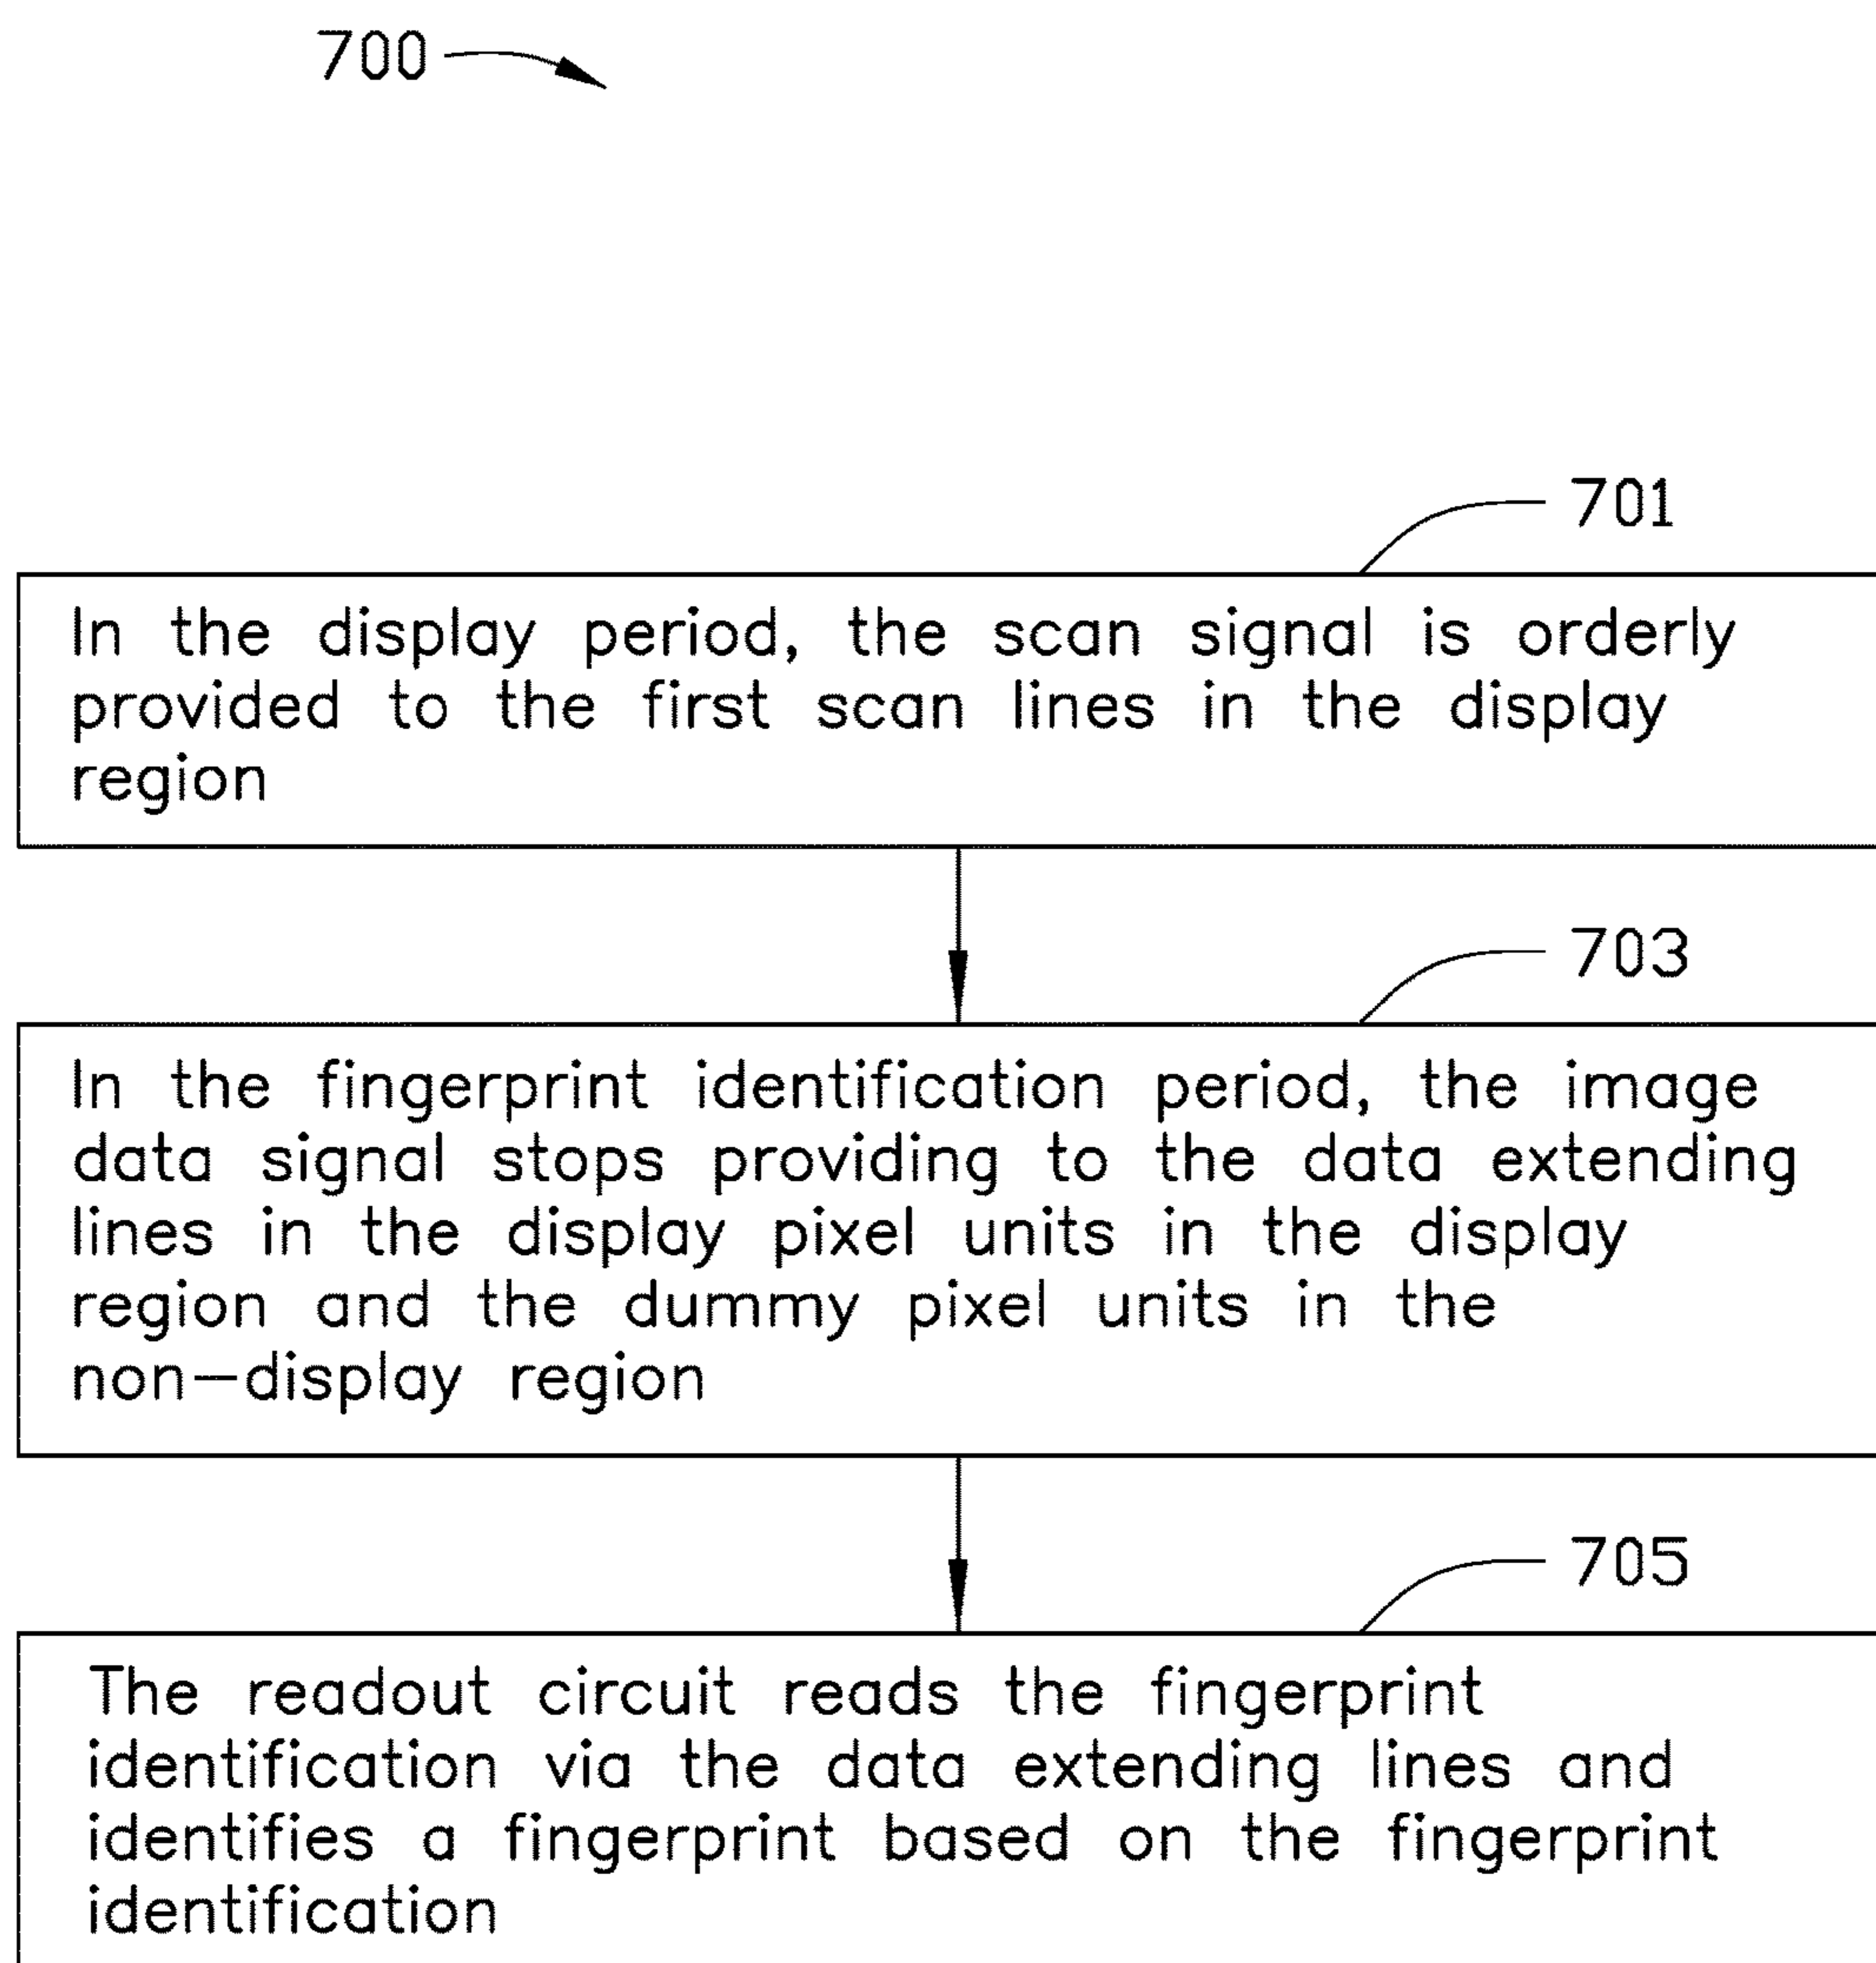 700
701
In the display period, the scan signal is orderly
provided to the first scan lines in the display
region
703
In the fingerprint identification period, the image
data signal stops providing to the data extending
lines in the display pixel units in the display
region and the dummy pixel units in the
non-display region
705
The readout circuit reads the fingerprint
identification via the data extending lines and
identifies a fingerprint based on the fingerprint
identification